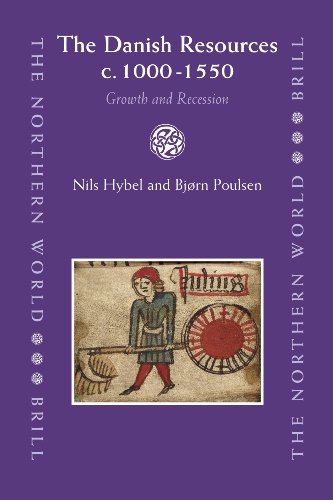 The Danish Resources
c. 1000-1550
Growth and Recession
Nils Hybel and Bjørn Poulsen
Julius
THE NORTHERN WORLD
BRILL
THE NORTHERN WORLD
BRILL